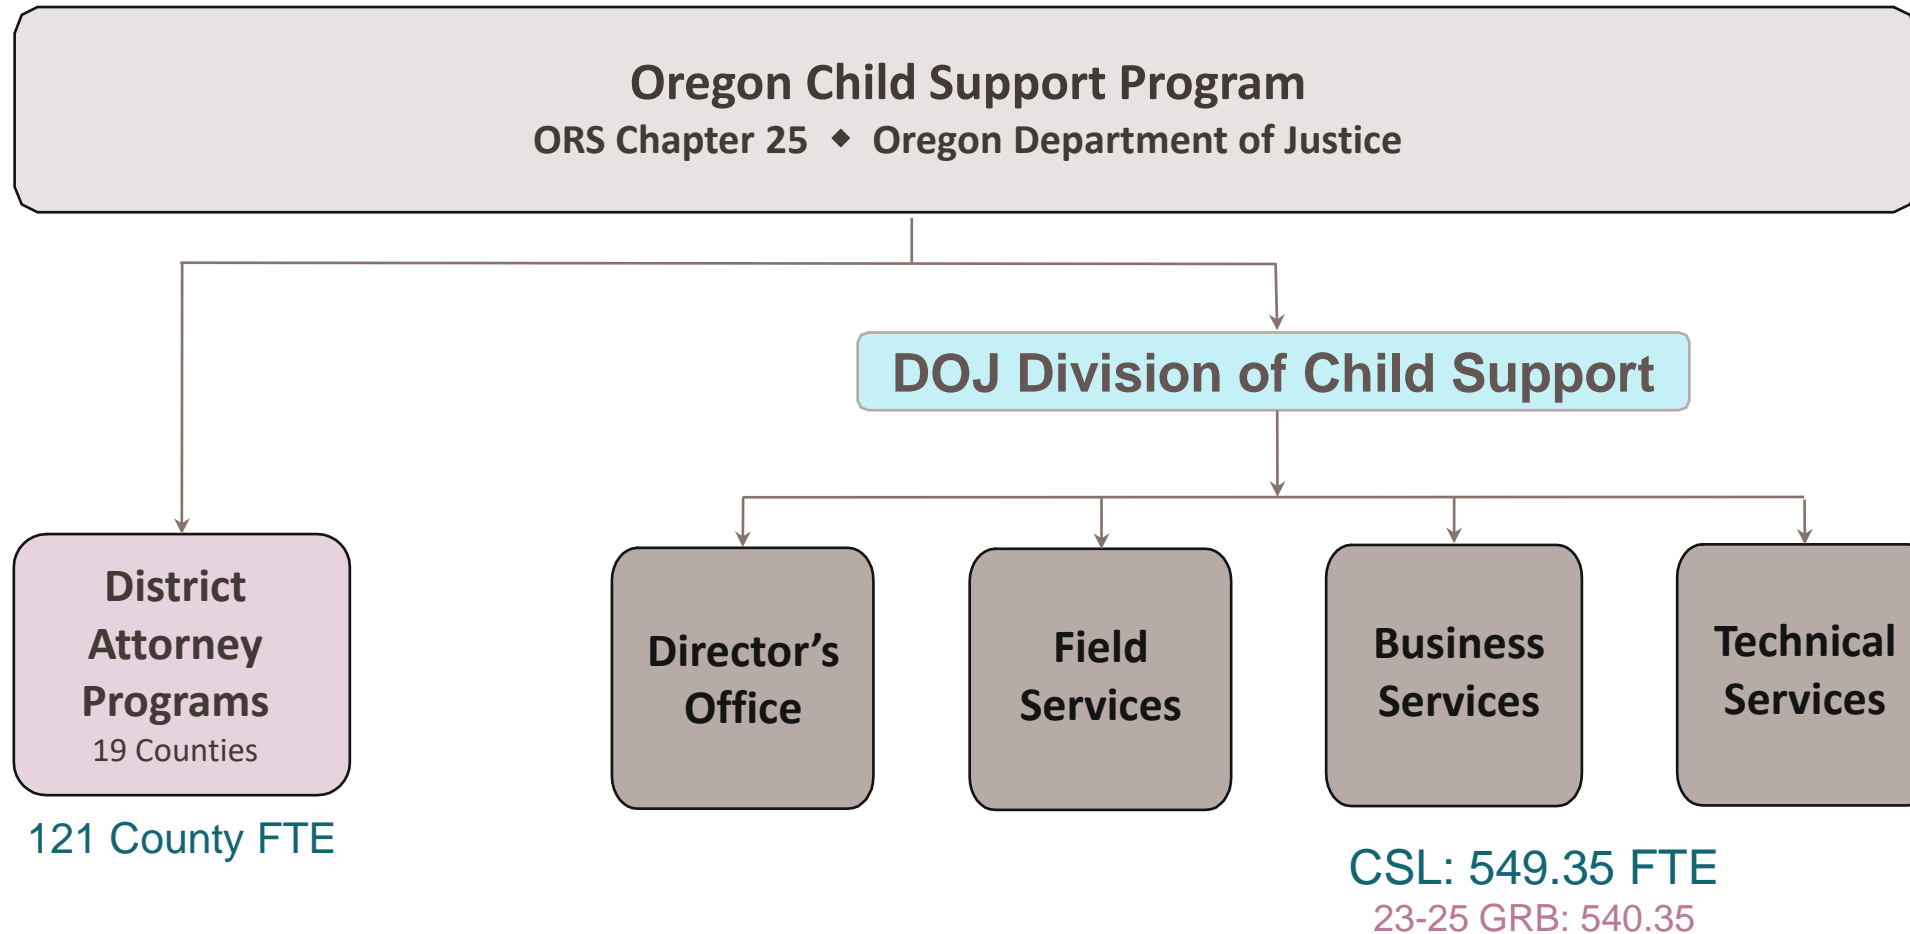 Oregon Child Support Program
ORS Chapter 25 ◆ Oregon Department of Justice
DOJ Division of Child Support
District
Attorney
Programs
19 Counties
121 County FTE
Director’s
Office
Field
Services
Business
Services
Technical
Services
CSL: 549.35 FTE
23-25 GRB: 540.35